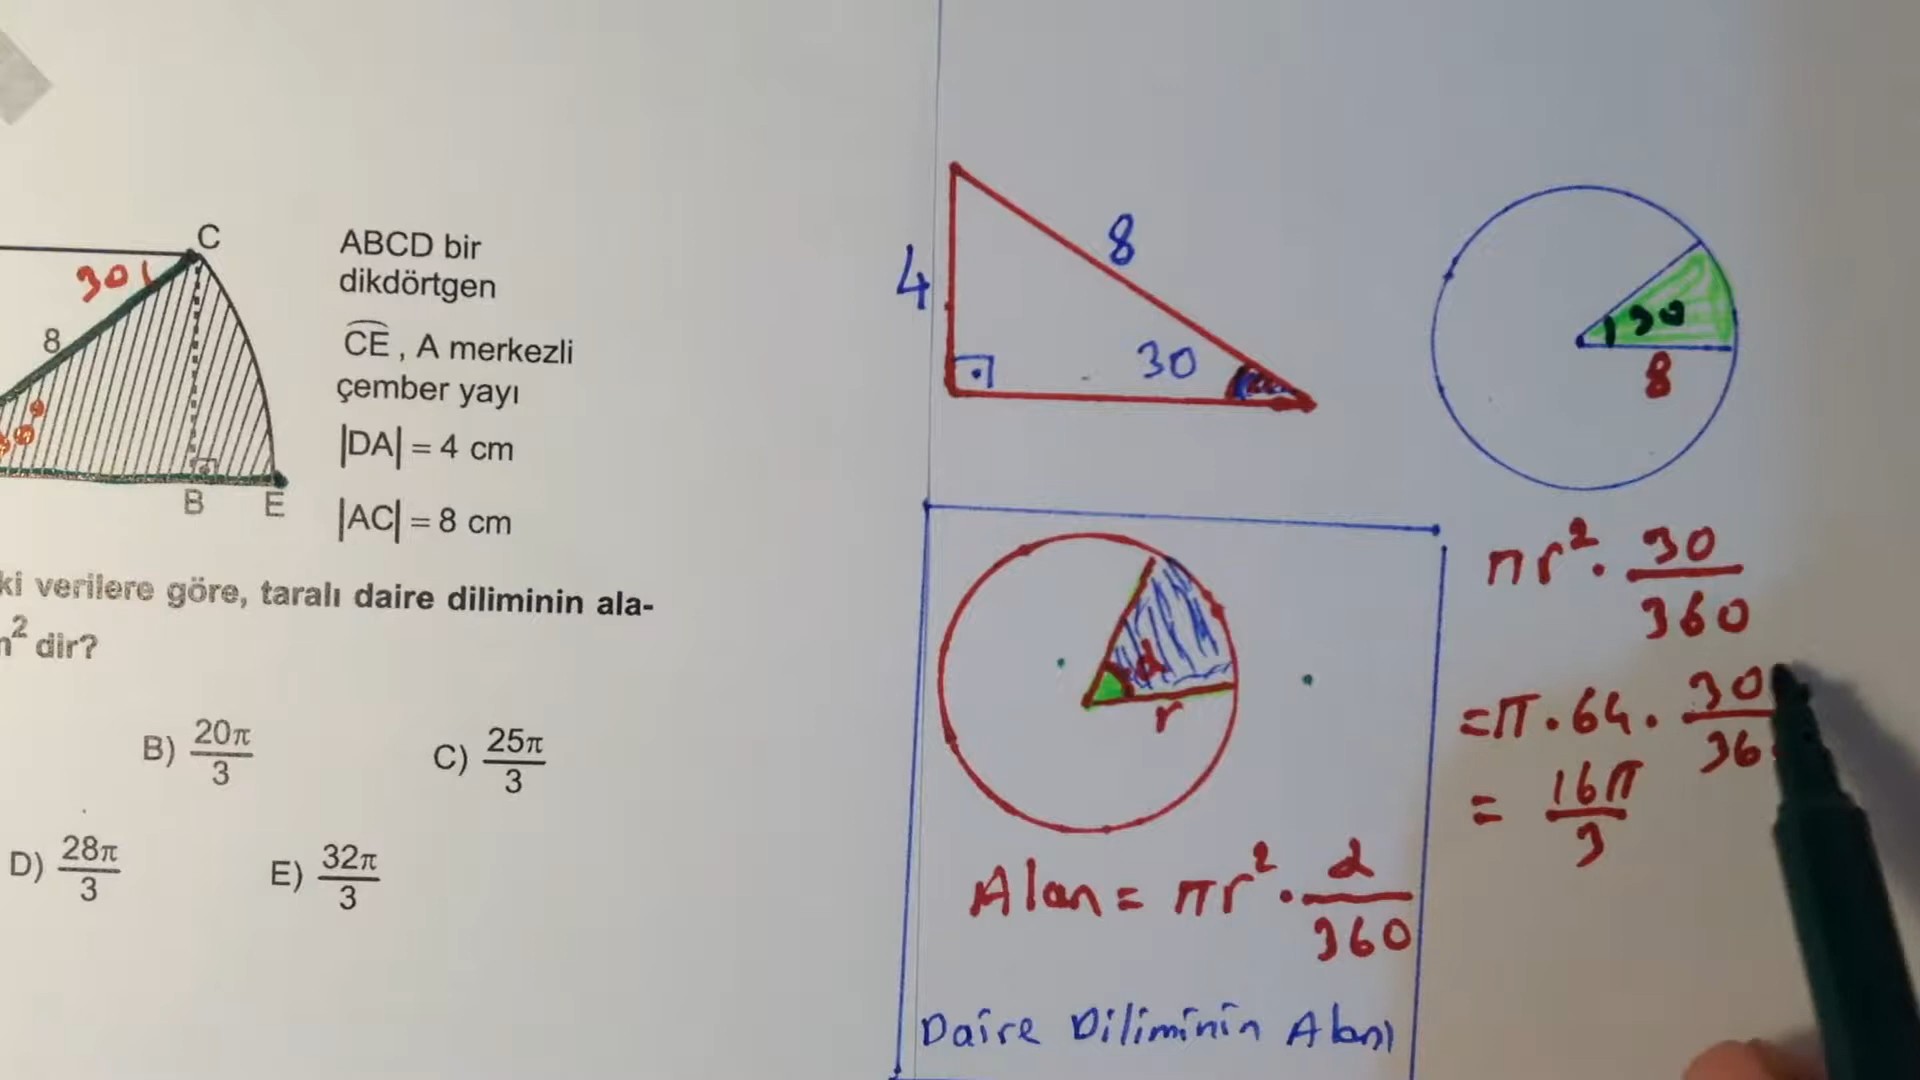 C
30
8
30
B
E
ABCD bir
dikdörtgen
CE , A merkezli
çember yayı
|DA| = 4 cm
|AC| = 8 cm
verilere göre, taralı daire diliminin ala-
² dir?
B) 20π/3
C) 25π/3
D) 28π/3
E) 32π/3
4
8
30
30
8
α
r
Alan = πr² · α/360
Daire Diliminin Alanı
πr² · 30/360
= π · 64 · 30/36
= 16π/3